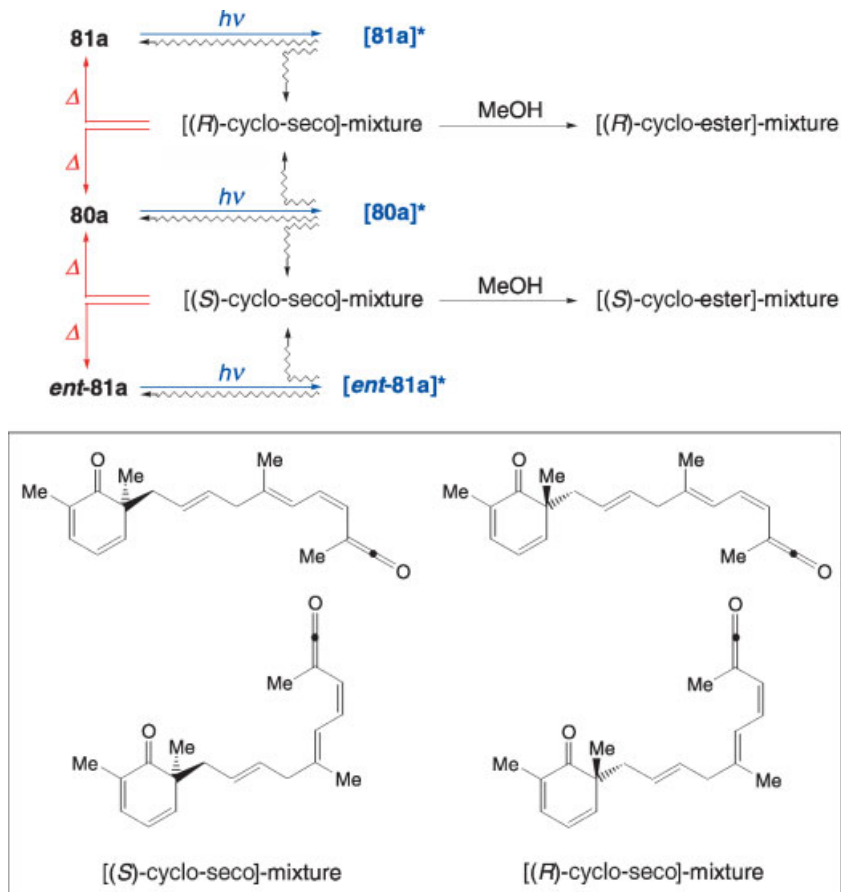 81a hν [81a]*
Δ
[(R)-cyclo-seco]-mixture MeOH [(R)-cyclo-ester]-mixture
Δ
80a hν [80a]*
Δ
[(S)-cyclo-seco]-mixture MeOH [(S)-cyclo-ester]-mixture
Δ
ent-81a hν [ent-81a]*
O Me Me Me Me O
O Me Me Me Me O
O Me O Me Me Me
O Me O Me Me Me
[(S)-cyclo-seco]-mixture [(R)-cyclo-seco]-mixture